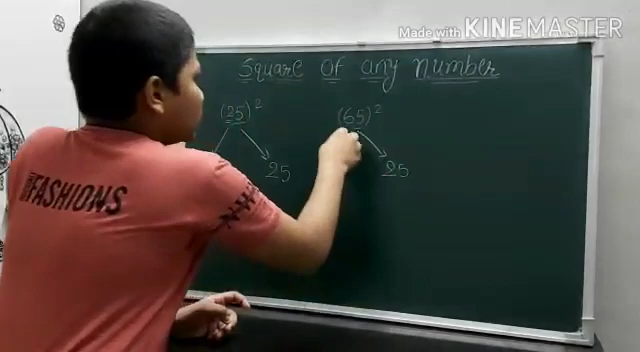 Made with KINEMASTER
Square of any Number
(25)² (65)²
25 25
FASHIONS
N-Y